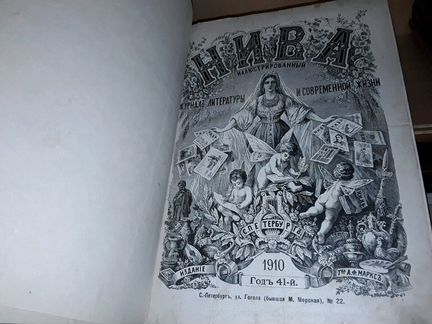 НИВА
ИЛЛЮСТРИРОВАННЫЙ
ЖУРНАЛЪ ЛИТЕРАТУРЫ И СОВРЕМЕННОЙ ЖИЗНИ
С ПЕТЕРБУРГЪ
ИЗДАНІЕ Т-ВА А.Ф. МАРКСЪ.
1910
Годъ 41-й.
С.-Петербургъ, ул. Гоголя (бывшая М. Морская), № 22.